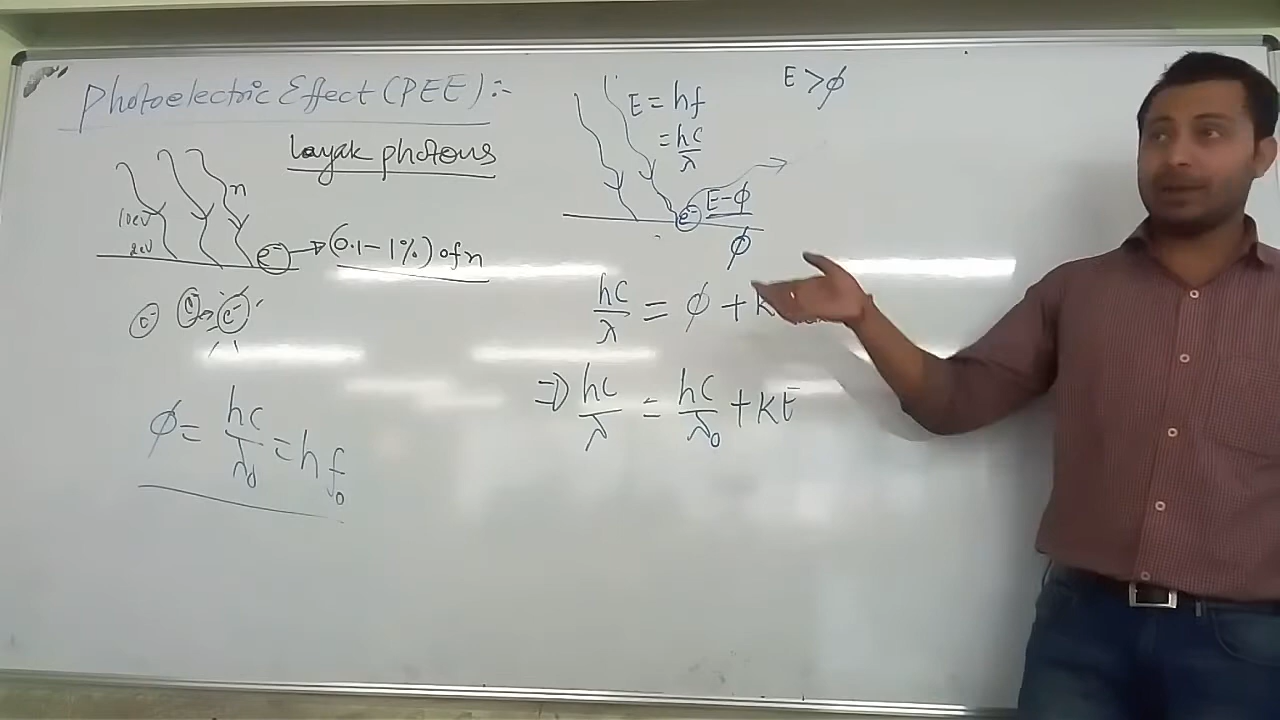 Photoelectric Effect (PEE) :-
layak photons
n
10ev
2eV
e⁻ → (0.1 – 1%) of n
e⁻
φ = hc/λ₀ = hf₀
E > φ
E = hf
= hc/λ
e⁻ E – φ
φ
hc/λ = φ + K
⇒ hc/λ = hc/λ₀ + KE